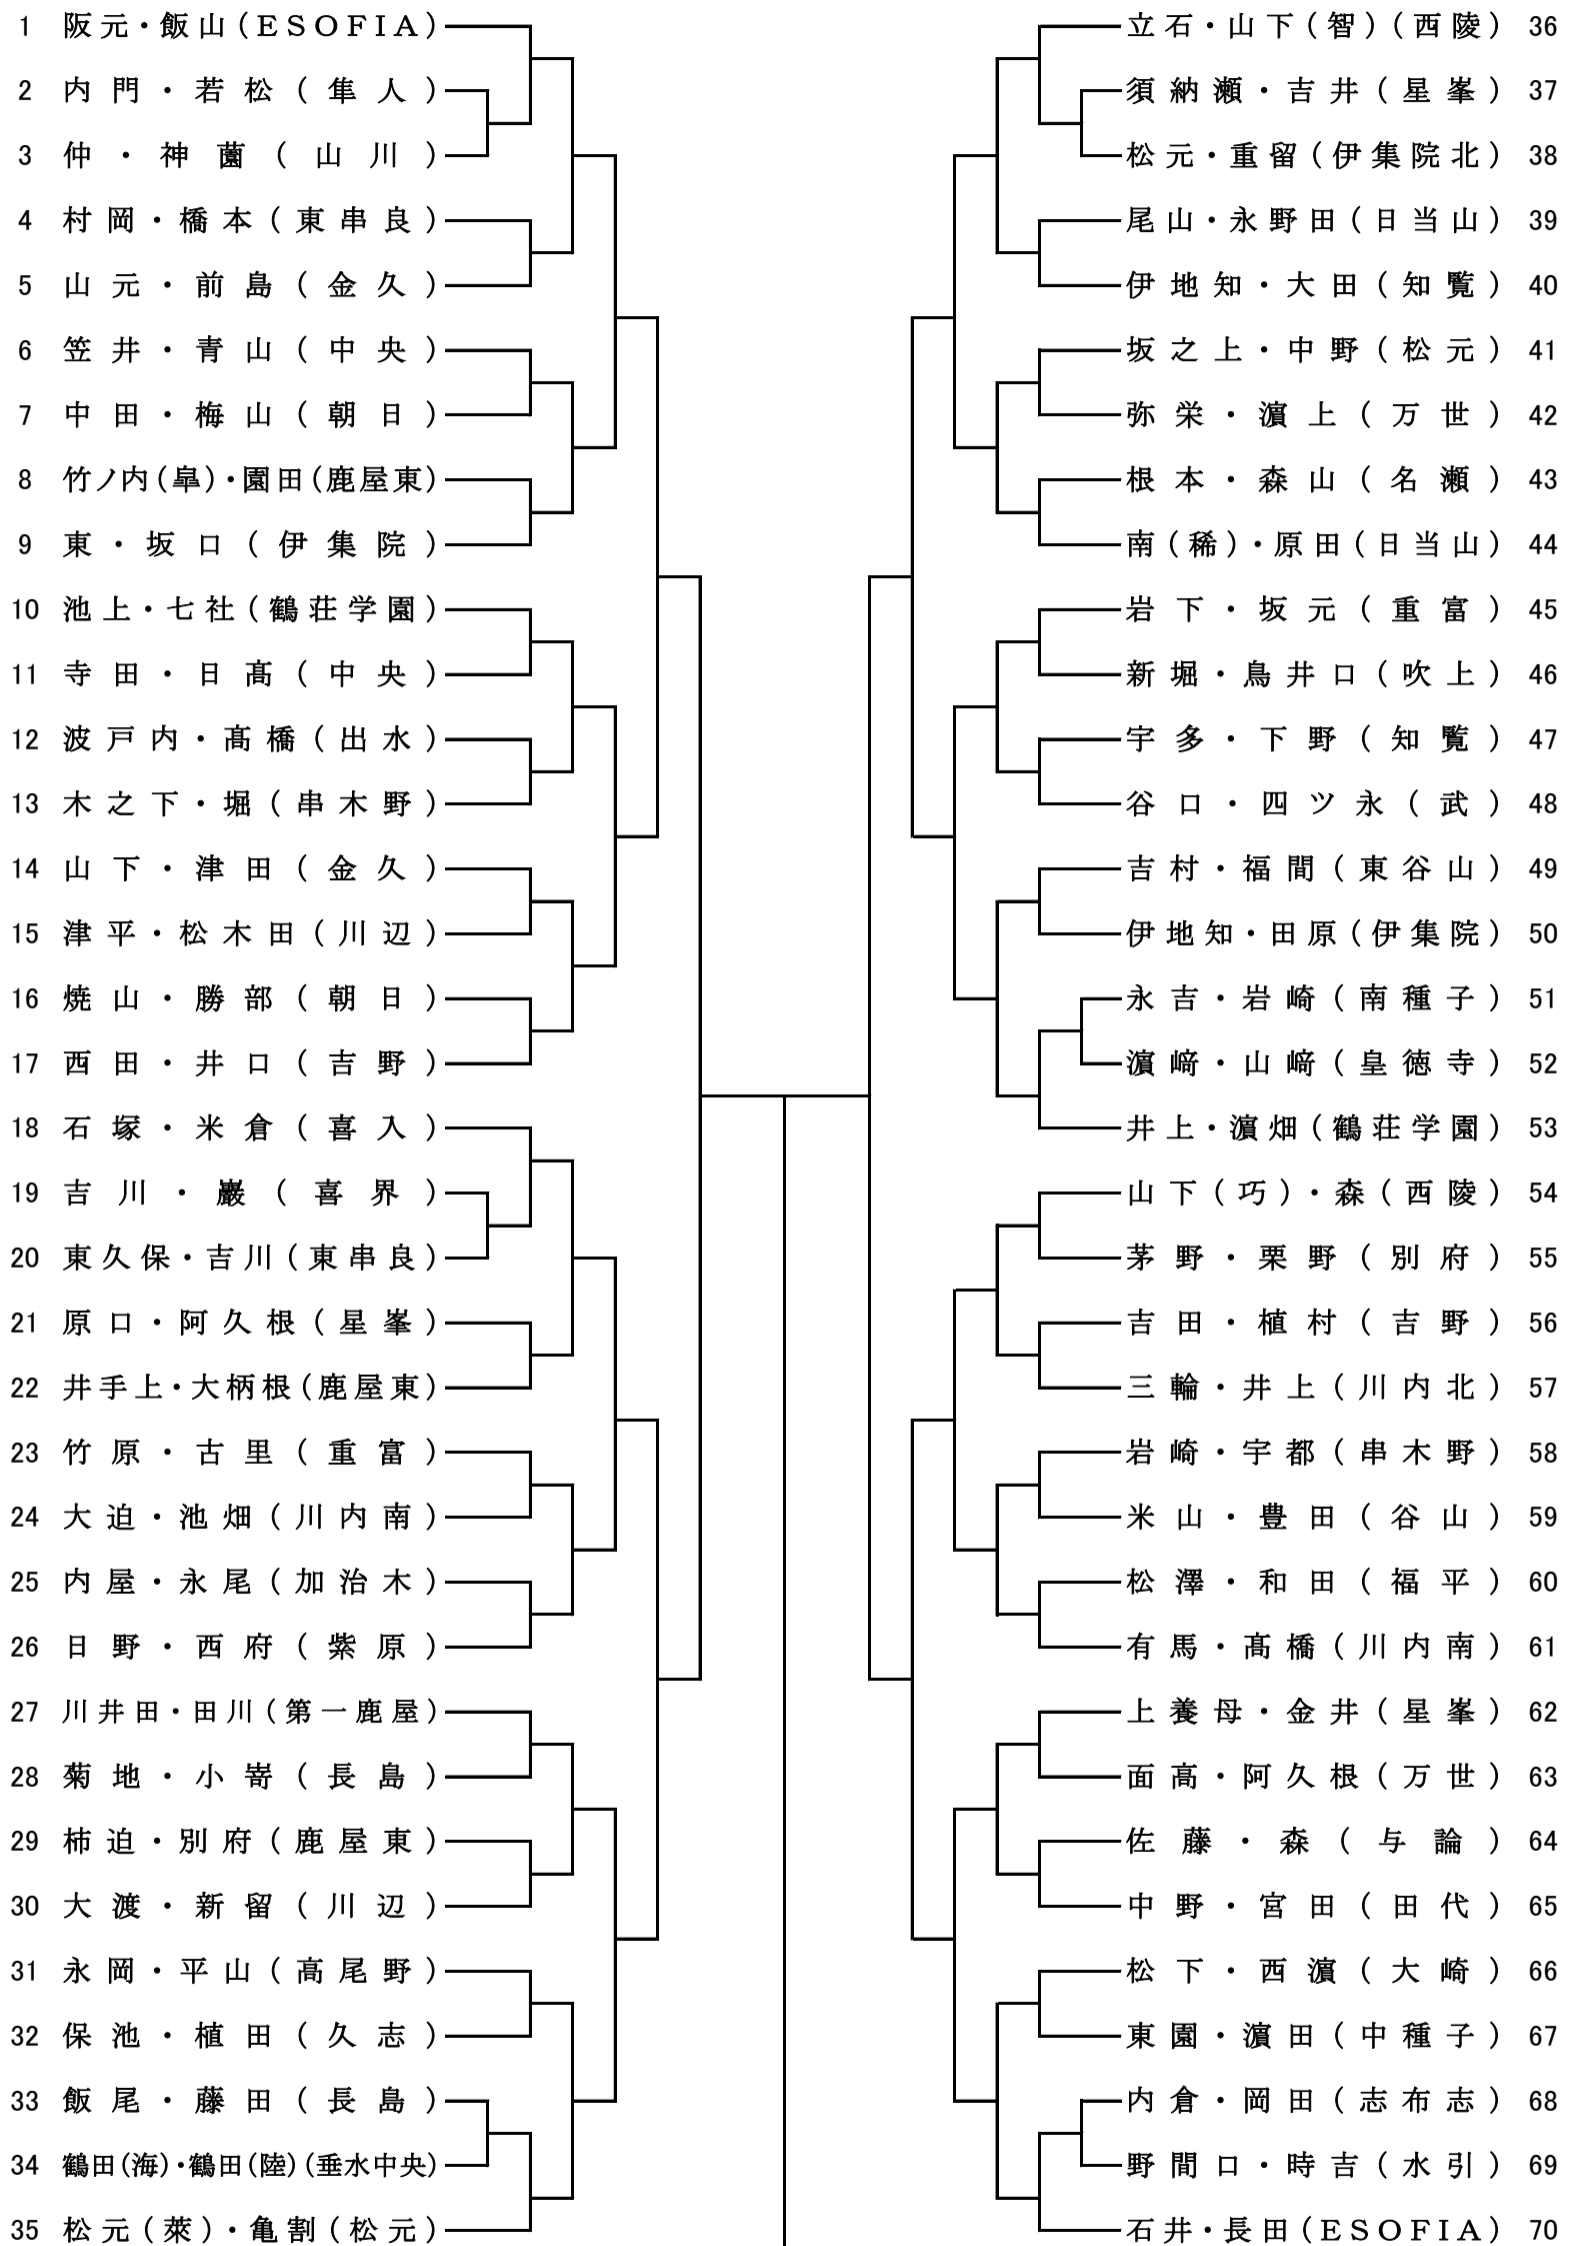 1 阪元・飯山(ESOFIA)
2 内門・若松(隼人)
3 仲・神薗(山川)
4 村岡・橋本(東串良)
5 山元・前島(金久)
6 笠井・青山(中央)
7 中田・梅山(朝日)
8 竹ノ内(皐)・園田(鹿屋東)
9 東・坂口(伊集院)
10 池上・七社(鶴荘学園)
11 寺田・日髙(中央)
12 波戸内・髙橋(出水)
13 木之下・堀(串木野)
14 山下・津田(金久)
15 津平・松木田(川辺)
16 焼山・勝部(朝日)
17 西田・井口(吉野)
18 石塚・米倉(喜入)
19 吉川・巖(喜界)
20 東久保・吉川(東串良)
21 原口・阿久根(星峯)
22 井手上・大柄根(鹿屋東)
23 竹原・古里(重富)
24 大迫・池畑(川内南)
25 内屋・永尾(加治木)
26 日野・西府(紫原)
27 川井田・田川(第一鹿屋)
28 菊地・小嵜(長島)
29 柿迫・別府(鹿屋東)
30 大渡・新留(川辺)
31 永岡・平山(高尾野)
32 保池・植田(久志)
33 飯尾・藤田(長島)
34 鶴田(海)・鶴田(陸)(垂水中央)
35 松元(萊)・亀割(松元)
立石・山下(智)(西陵) 36
須納瀬・吉井(星峯) 37
松元・重留(伊集院北) 38
尾山・永野田(日当山) 39
伊地知・大田(知覧) 40
坂之上・中野(松元) 41
弥栄・濵上(万世) 42
根本・森山(名瀬) 43
南(稀)・原田(日当山) 44
岩下・坂元(重富) 45
新堀・鳥井口(吹上) 46
宇多・下野(知覧) 47
谷口・四ツ永(武) 48
吉村・福間(東谷山) 49
伊地知・田原(伊集院) 50
永吉・岩崎(南種子) 51
濵﨑・山﨑(皇徳寺) 52
井上・濵畑(鶴荘学園) 53
山下(巧)・森(西陵) 54
茅野・栗野(別府) 55
吉田・植村(吉野) 56
三輪・井上(川内北) 57
岩崎・宇都(串木野) 58
米山・豊田(谷山) 59
松澤・和田(福平) 60
有馬・髙橋(川内南) 61
上養母・金井(星峯) 62
面高・阿久根(万世) 63
佐藤・森(与論) 64
中野・宮田(田代) 65
松下・西濵(大崎) 66
東園・濵田(中種子) 67
内倉・岡田(志布志) 68
野間口・時吉(水引) 69
石井・長田(ESOFIA) 70